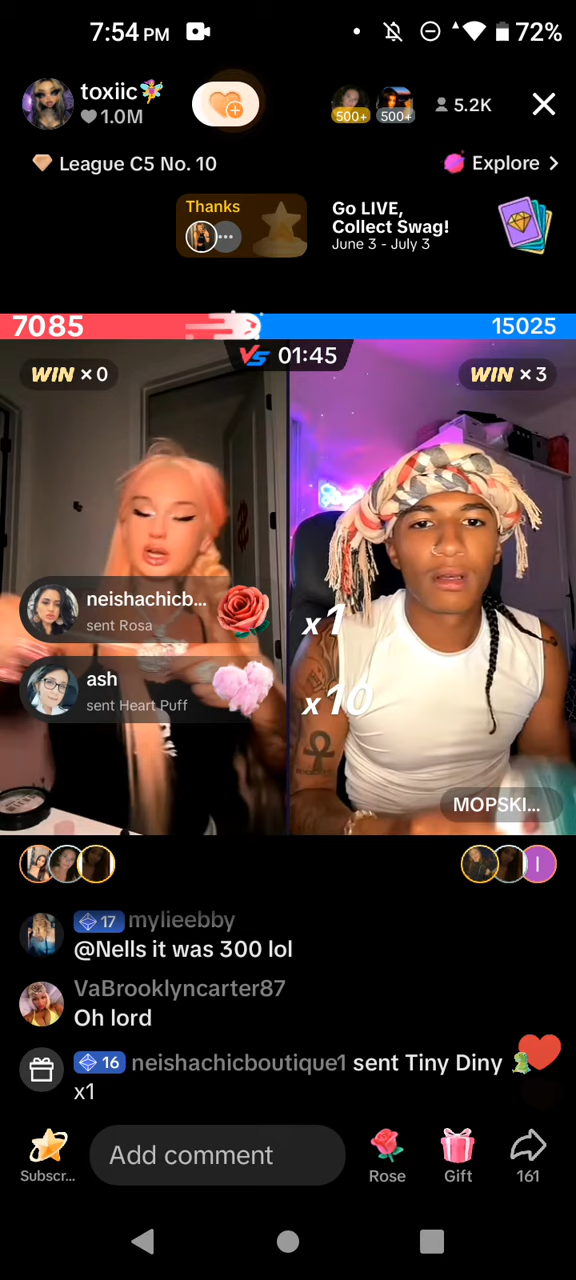 7:54 PM
72%
toxiic🧚
1.0M
500+
500+
5.2K
League C5 No. 10
Explore >
Thanks
Go LIVE,
Collect Swag!
June 3 - July 3
7085
15025
VS 01:45
WIN × 0
WIN × 3
neishachicb...
sent Rosa
x1
ash
sent Heart Puff
x10
MOPSKI...
I
17 mylieebby
@Nells it was 300 lol
VaBrooklyncarter87
Oh lord
16 neishachicboutique1 sent Tiny Diny
x1
Subscr...
Add comment
Rose
Gift
161